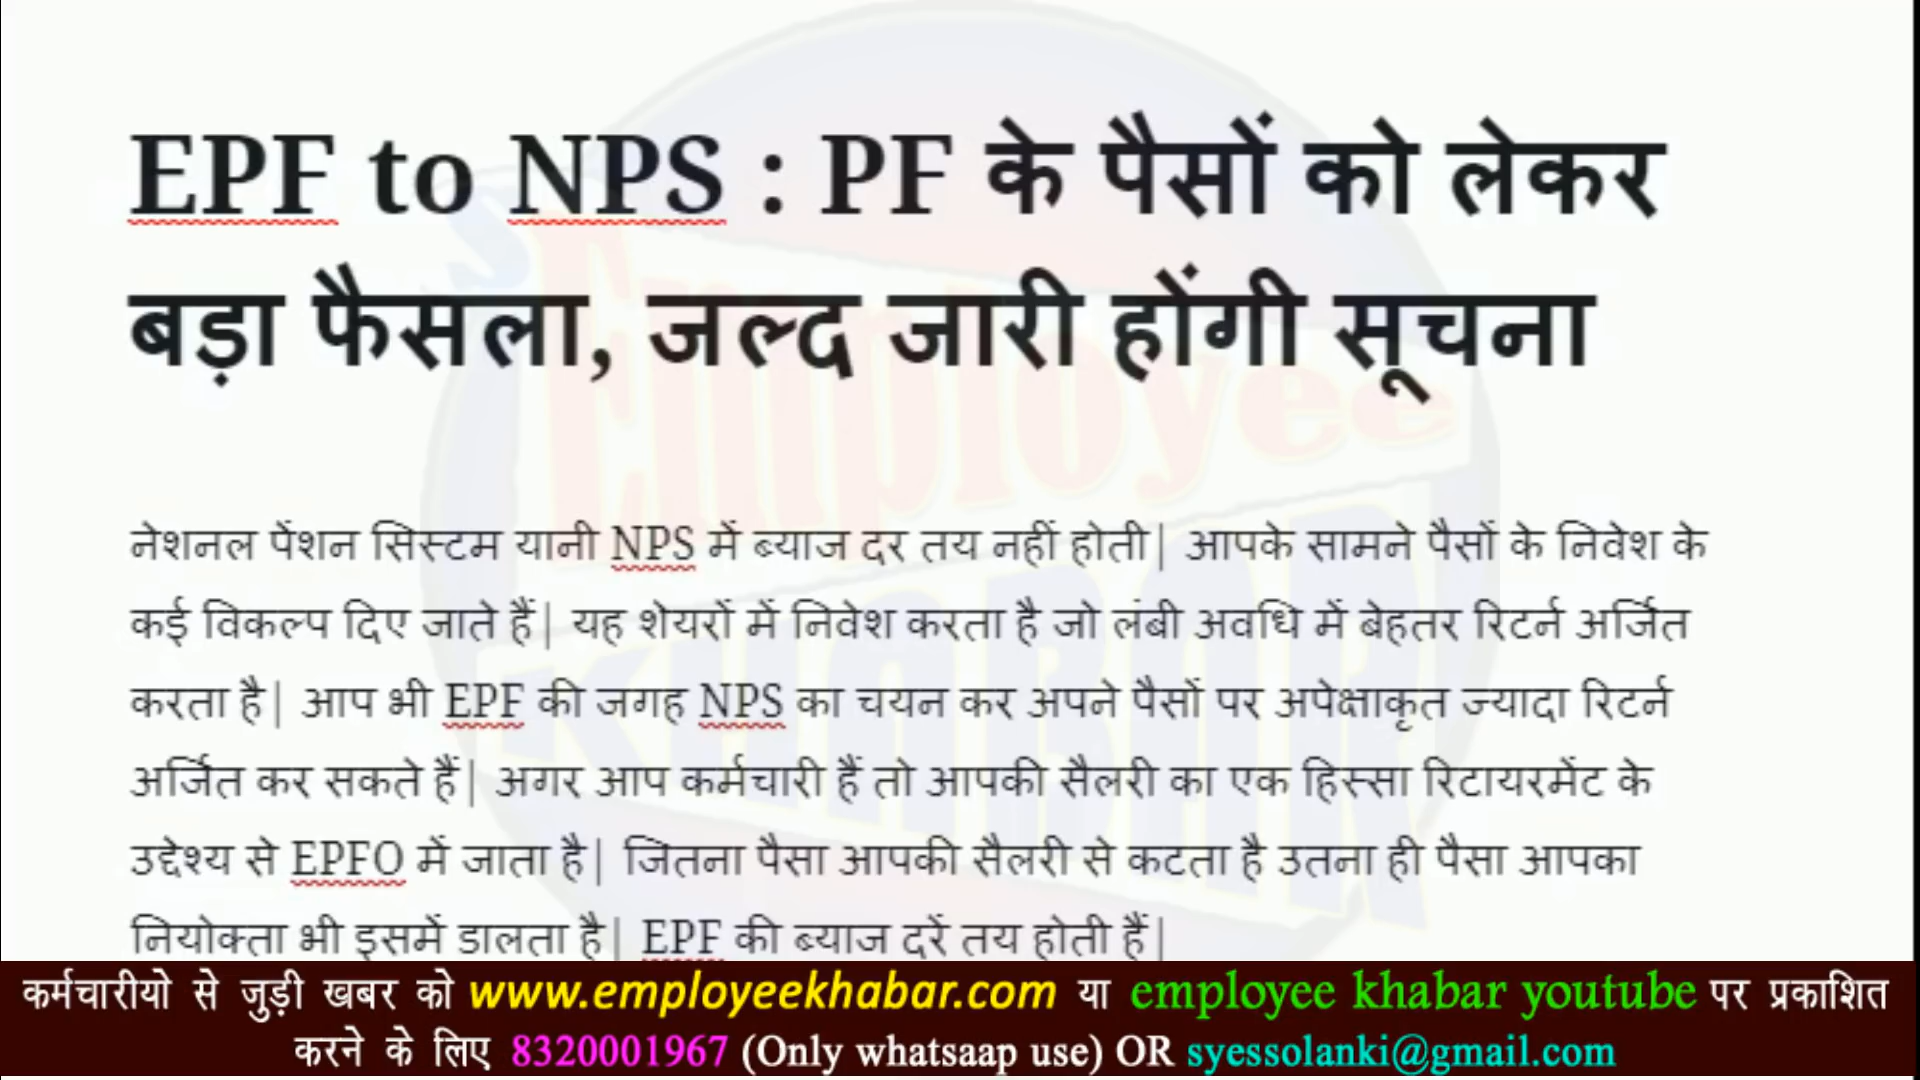 EPF to NPS : PF के पैसों को लेकर
बड़ा फैसला, जल्द जारी होंगी सूचना
नेशनल पेंशन सिस्टम यानी NPS में ब्याज दर तय नहीं होती| आपके सामने पैसों के निवेश के
कई विकल्प दिए जाते हैं| यह शेयरों में निवेश करता है जो लंबी अवधि में बेहतर रिटर्न अर्जित
करता है| आप भी EPF की जगह NPS का चयन कर अपने पैसों पर अपेक्षाकृत ज्यादा रिटर्न
अर्जित कर सकते हैं| अगर आप कर्मचारी हैं तो आपकी सैलरी का एक हिस्सा रिटायरमेंट के
उद्देश्य से EPFO में जाता है| जितना पैसा आपकी सैलरी से कटता है उतना ही पैसा आपका
नियोक्ता भी इसमें डालता है| EPF की ब्याज दरें तय होती हैं|
Employee
KHABAR
कर्मचारीयो से जुड़ी खबर को www.employeekhabar.com या employee khabar youtube पर प्रकाशित
करने के लिए 8320001967 (Only whatsaap use) OR syessolanki@gmail.com